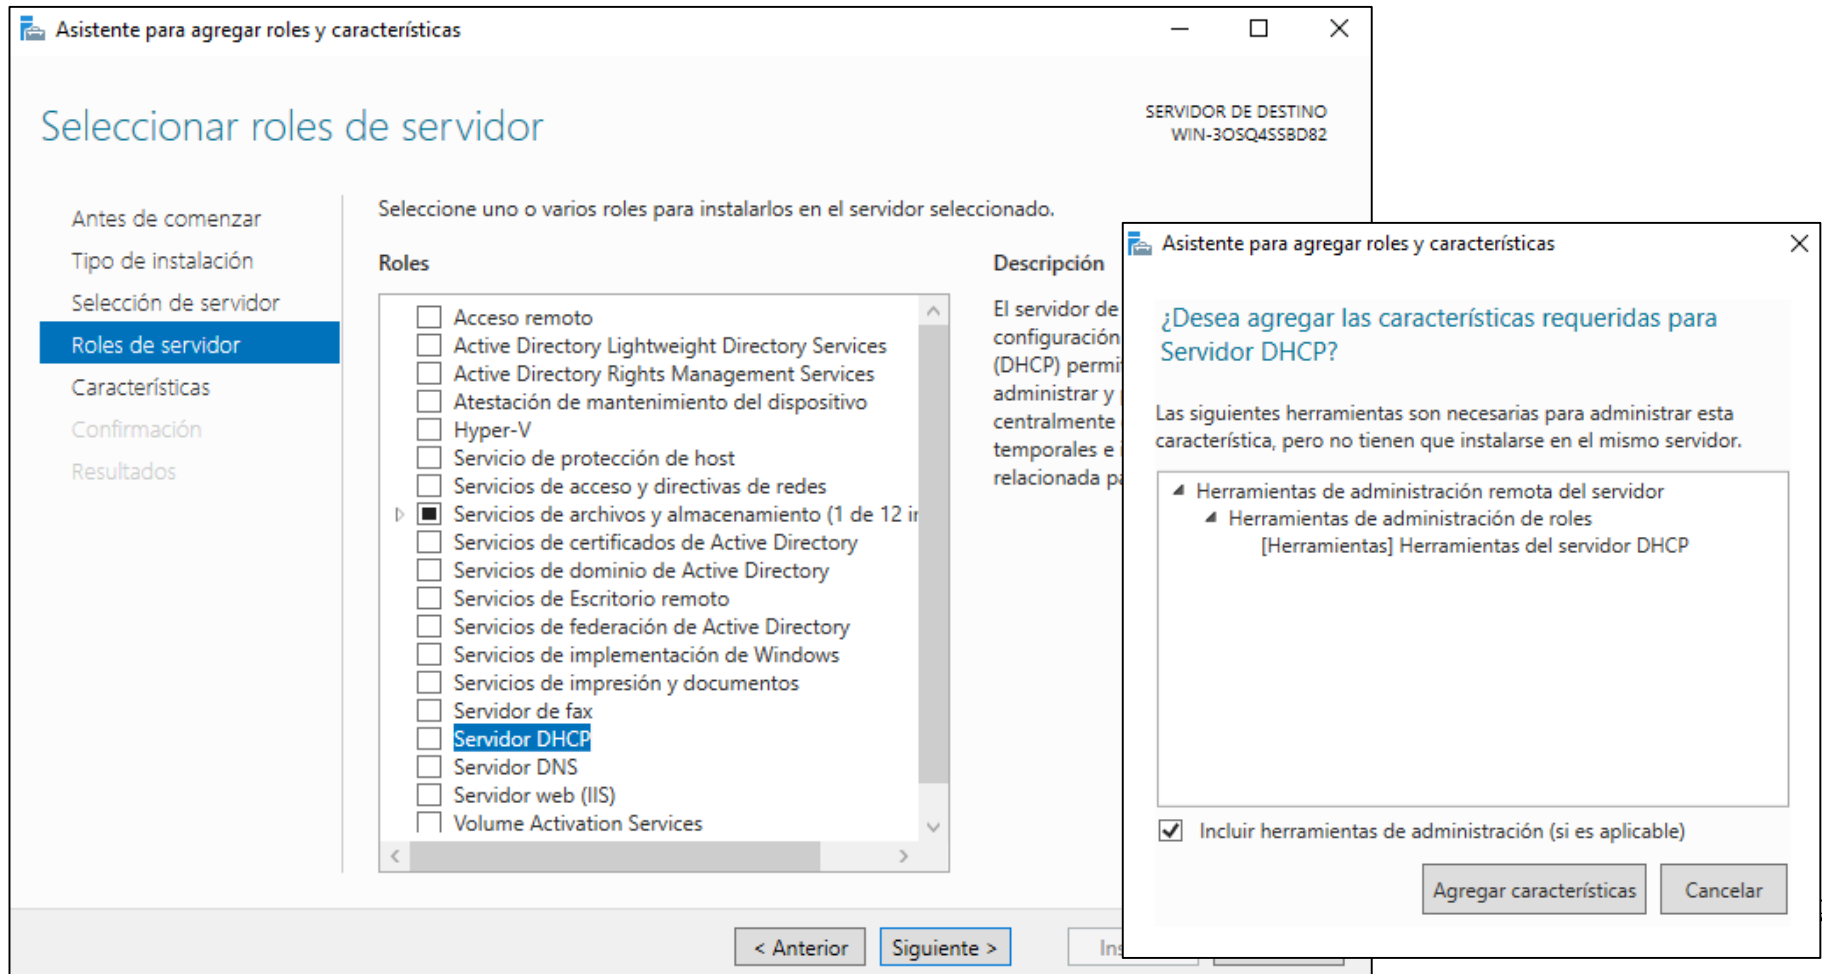 Asistente para agregar roles y características
Seleccionar roles de servidor
SERVIDOR DE DESTINO
WIN-3OSQ4SSBD82
Antes de comenzar
Tipo de instalación
Selección de servidor
Roles de servidor
Características
Confirmación
Resultados
Seleccione uno o varios roles para instalarlos en el servidor seleccionado.
Roles
Acceso remoto
Active Directory Lightweight Directory Services
Active Directory Rights Management Services
Atestación de mantenimiento del dispositivo
Hyper-V
Servicio de protección de host
Servicios de acceso y directivas de redes
Servicios de archivos y almacenamiento (1 de 12 in
Servicios de certificados de Active Directory
Servicios de dominio de Active Directory
Servicios de Escritorio remoto
Servicios de federación de Active Directory
Servicios de implementación de Windows
Servicios de impresión y documentos
Servidor de fax
Servidor DHCP
Servidor DNS
Servidor web (IIS)
Volume Activation Services
Descripción
El servidor de
configuración
(DHCP) permi
administrar y
centralmente
temporales e
relacionada pa
< Anterior
Siguiente >
Ins
Asistente para agregar roles y características
¿Desea agregar las características requeridas para
Servidor DHCP?
Las siguientes herramientas son necesarias para administrar esta
característica, pero no tienen que instalarse en el mismo servidor.
Herramientas de administración remota del servidor
Herramientas de administración de roles
[Herramientas] Herramientas del servidor DHCP
Incluir herramientas de administración (si es aplicable)
Agregar características
Cancelar